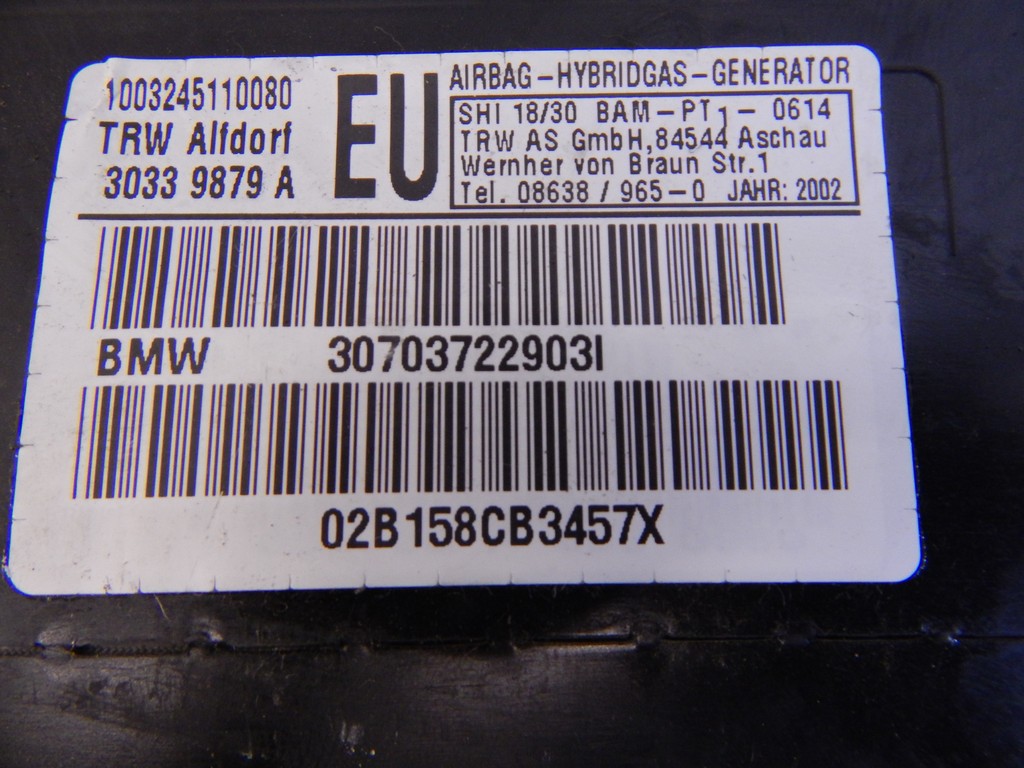 1003245110080
TRW Alfdorf
3033 9879 A
EU
AIRBAG-HYBRIDGAS-GENERATOR
SHI 18/30 BAM-PT1-0614
TRW AS GmbH,84544 Aschau
Wernher von Braun Str.1
Tel. 08638 / 965-0 JAHR: 2002
BMW 30703722903I
02B158CB3457X